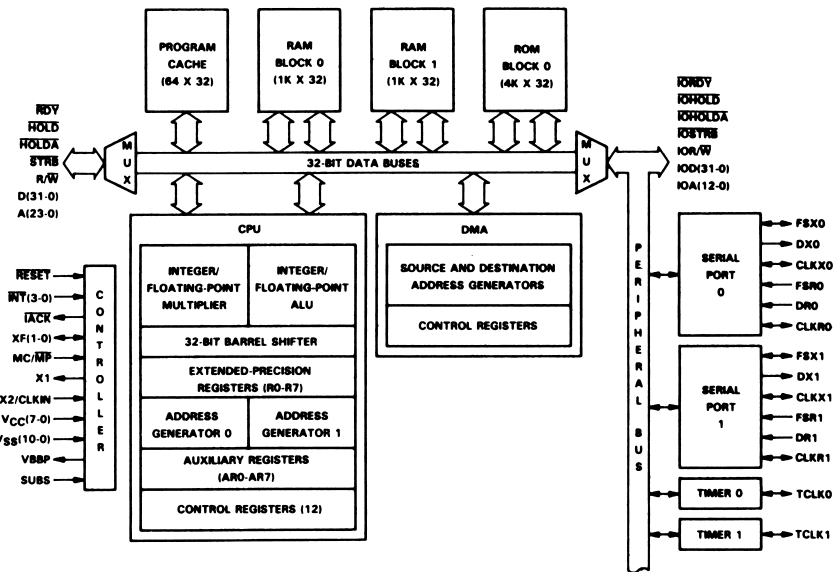 PROGRAM
CACHE
(64 X 32)
RAM
BLOCK 0
(1K X 32)
RAM
BLOCK 1
(1K X 32)
ROM
BLOCK 0
(4K X 32)
RDY
HOLD
HOLDA
STRB
R/W
D(31-0)
A(23-0)
MUX
32-BIT DATA BUSES
MUX
IORDY
IOHOLD
IOHOLDA
IOSTRB
IOR/W
IOD(31-0)
IOA(12-0)
RESET
INT(3-0)
IACK
XF(1-0)
MC/MP
X1
X2/CLKIN
VCC(7-0)
VSS(10-0)
VBBP
SUBS
CONTROLLER
CPU
INTEGER/
FLOATING-POINT
MULTIPLIER
INTEGER/
FLOATING-POINT
ALU
32-BIT BARREL SHIFTER
EXTENDED-PRECISION
REGISTERS (R0-R7)
ADDRESS
GENERATOR 0
ADDRESS
GENERATOR 1
AUXILIARY REGISTERS
(AR0-AR7)
CONTROL REGISTERS (12)
DMA
SOURCE AND DESTINATION
ADDRESS GENERATORS
CONTROL REGISTERS
PERIPHERAL BUS
SERIAL
PORT
0
FSX0
DX0
CLKX0
FSR0
DR0
CLKR0
SERIAL
PORT
1
FSX1
DX1
CLKX1
FSR1
DR1
CLKR1
TIMER 0
TCLK0
TIMER 1
TCLK1